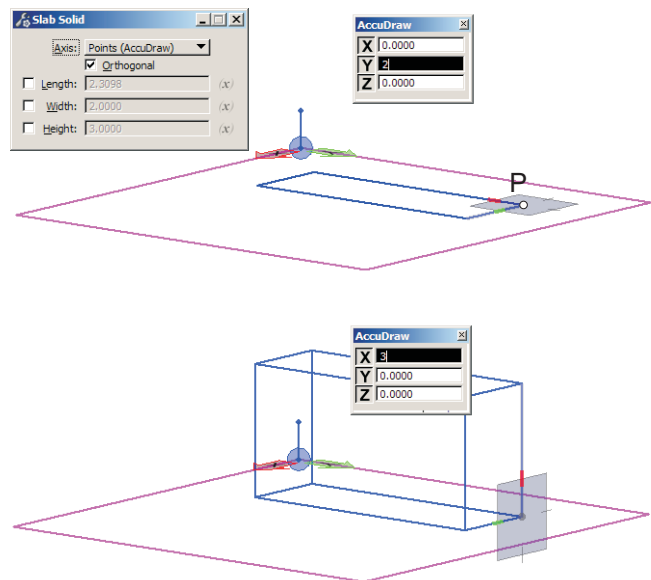 Slab Solid
Axis: Points (AccuDraw)
Orthogonal
Length: 2.3098 (x)
Width: 2.0000 (x)
Height: 3.0000 (x)
AccuDraw
X 0.0000
Y 2
Z 0.0000
P
AccuDraw
X 3
Y 0.0000
Z 0.0000